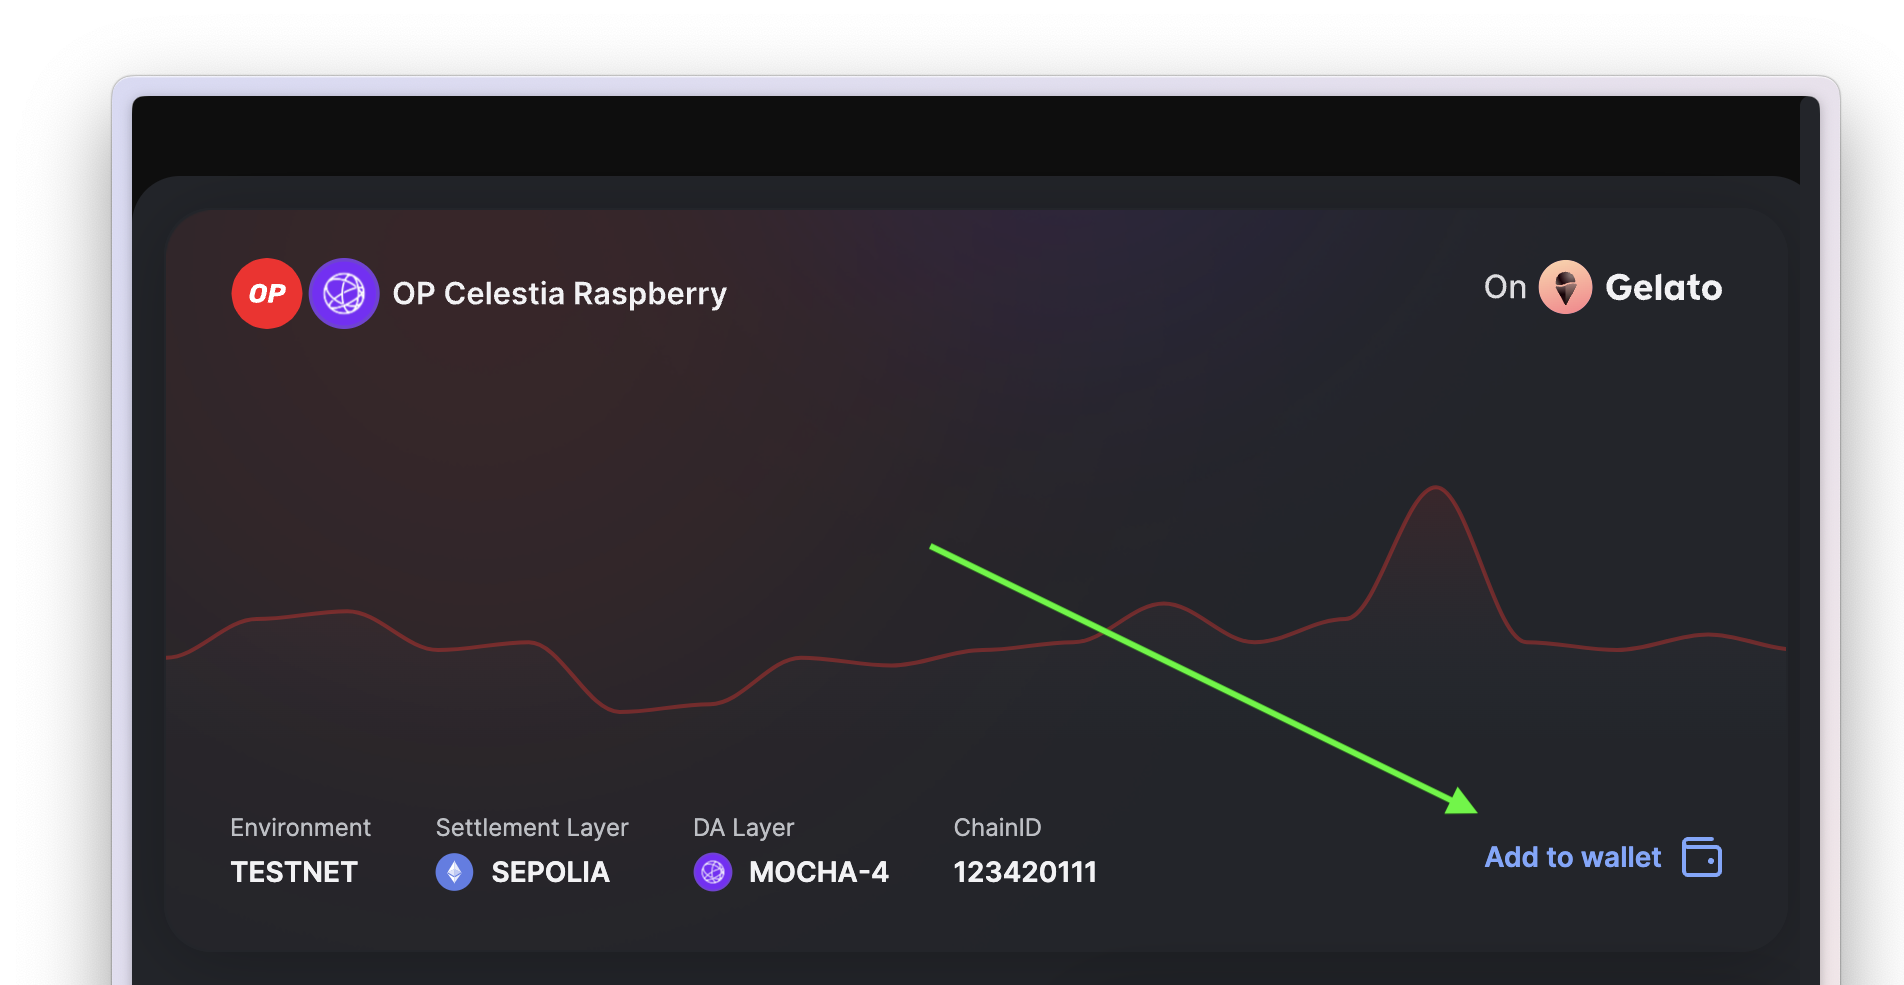 OP OP Celestia Raspberry
On Gelato
Environment
TESTNET
Settlement Layer
SEPOLIA
DA Layer
MOCHA-4
ChainID
123420111
Add to wallet